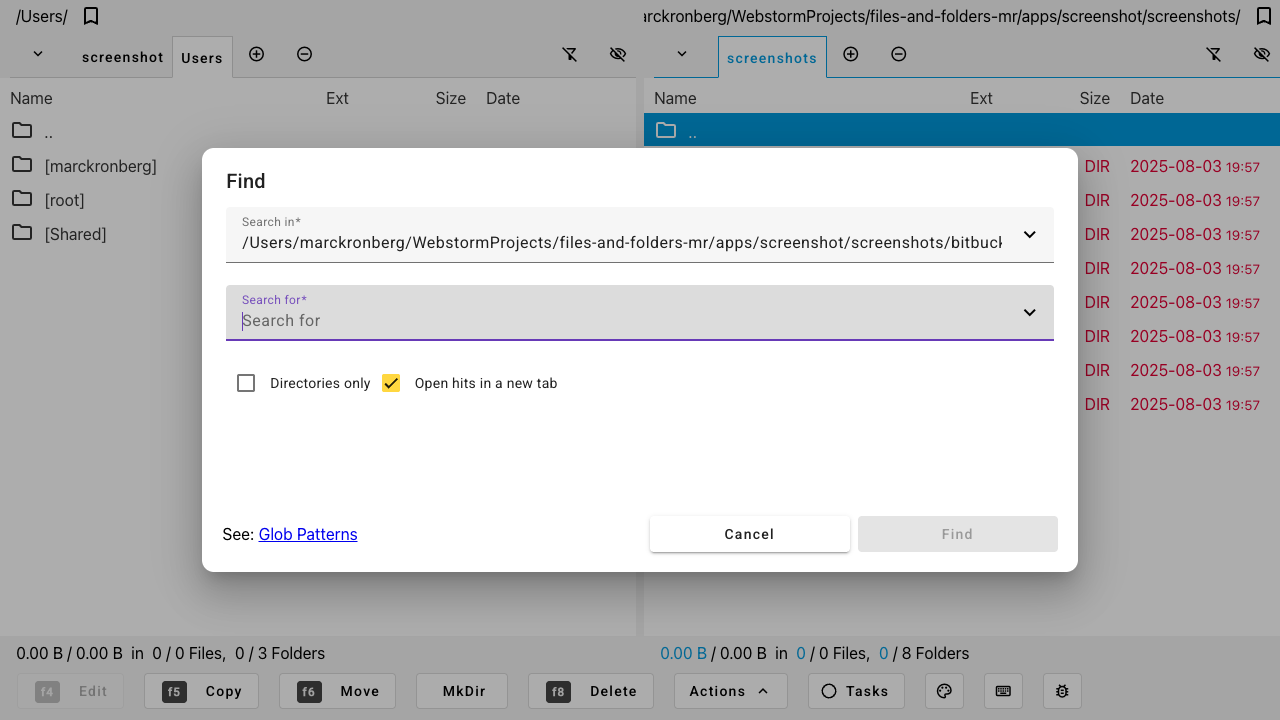 /Users/
arckronberg/WebstormProjects/files-and-folders-mr/apps/screenshot/screenshots/
screenshot
Users
screenshots
Name Ext Size Date
Name Ext Size Date
..
[marckronberg]
[root]
[Shared]
..
DIR 2025-08-03 19:57
DIR 2025-08-03 19:57
DIR 2025-08-03 19:57
DIR 2025-08-03 19:57
DIR 2025-08-03 19:57
DIR 2025-08-03 19:57
DIR 2025-08-03 19:57
DIR 2025-08-03 19:57
Find
Search in*
/Users/marckronberg/WebstormProjects/files-and-folders-mr/apps/screenshot/screenshots/bitbuck
Search for*
Search for
Directories only
Open hits in a new tab
See: Glob Patterns
Cancel
Find
0.00 B / 0.00 B in 0 / 0 Files, 0 / 3 Folders
0.00 B / 0.00 B in 0 / 0 Files, 0 / 8 Folders
f4 Edit
f5 Copy
f6 Move
MkDir
f8 Delete
Actions
Tasks